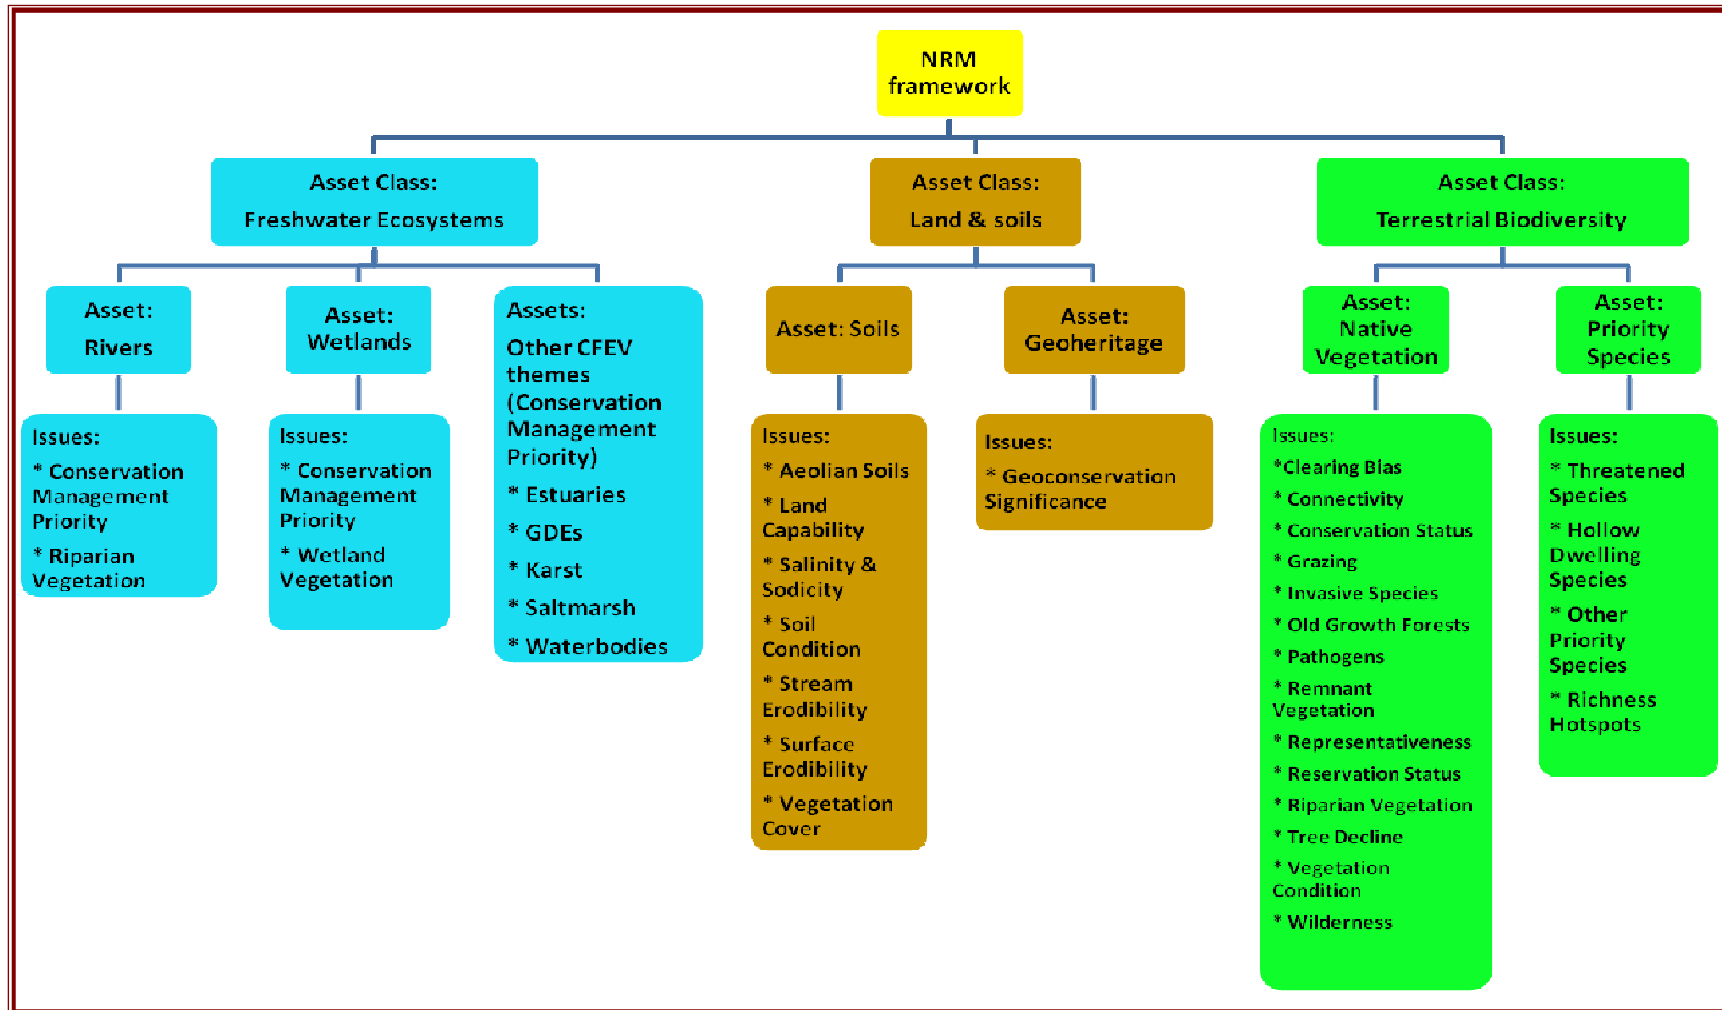 NRM
framework
Asset Class:
Freshwater Ecosystems
Asset Class:
Land & soils
Asset Class:
Terrestrial Biodiversity
Asset:
Rivers
Asset:
Wetlands
Assets:
Other CFEV
themes
(Conservation
Management
Priority)
* Estuaries
* GDEs
* Karst
* Saltmarsh
* Waterbodies
Asset: Soils
Asset:
Geoheritage
Asset:
Native
Vegetation
Asset:
Priority
Species
Issues:
* Conservation
Management
Priority
* Riparian
Vegetation
Issues:
* Conservation
Management
Priority
* Wetland
Vegetation
Issues:
* Aeolian Soils
* Land
Capability
* Salinity &
Sodicity
* Soil
Condition
* Stream
Erodibility
* Surface
Erodibility
* Vegetation
Cover
Issues:
* Geoconservation
Significance
Issues:
*Clearing Bias
* Connectivity
* Conservation Status
* Grazing
* Invasive Species
* Old Growth Forests
* Pathogens
* Remnant
Vegetation
* Representativeness
* Reservation Status
* Riparian Vegetation
* Tree Decline
* Vegetation
Condition
* Wilderness
Issues:
* Threatened
Species
* Hollow
Dwelling
Species
* Other
Priority
Species
* Richness
Hotspots